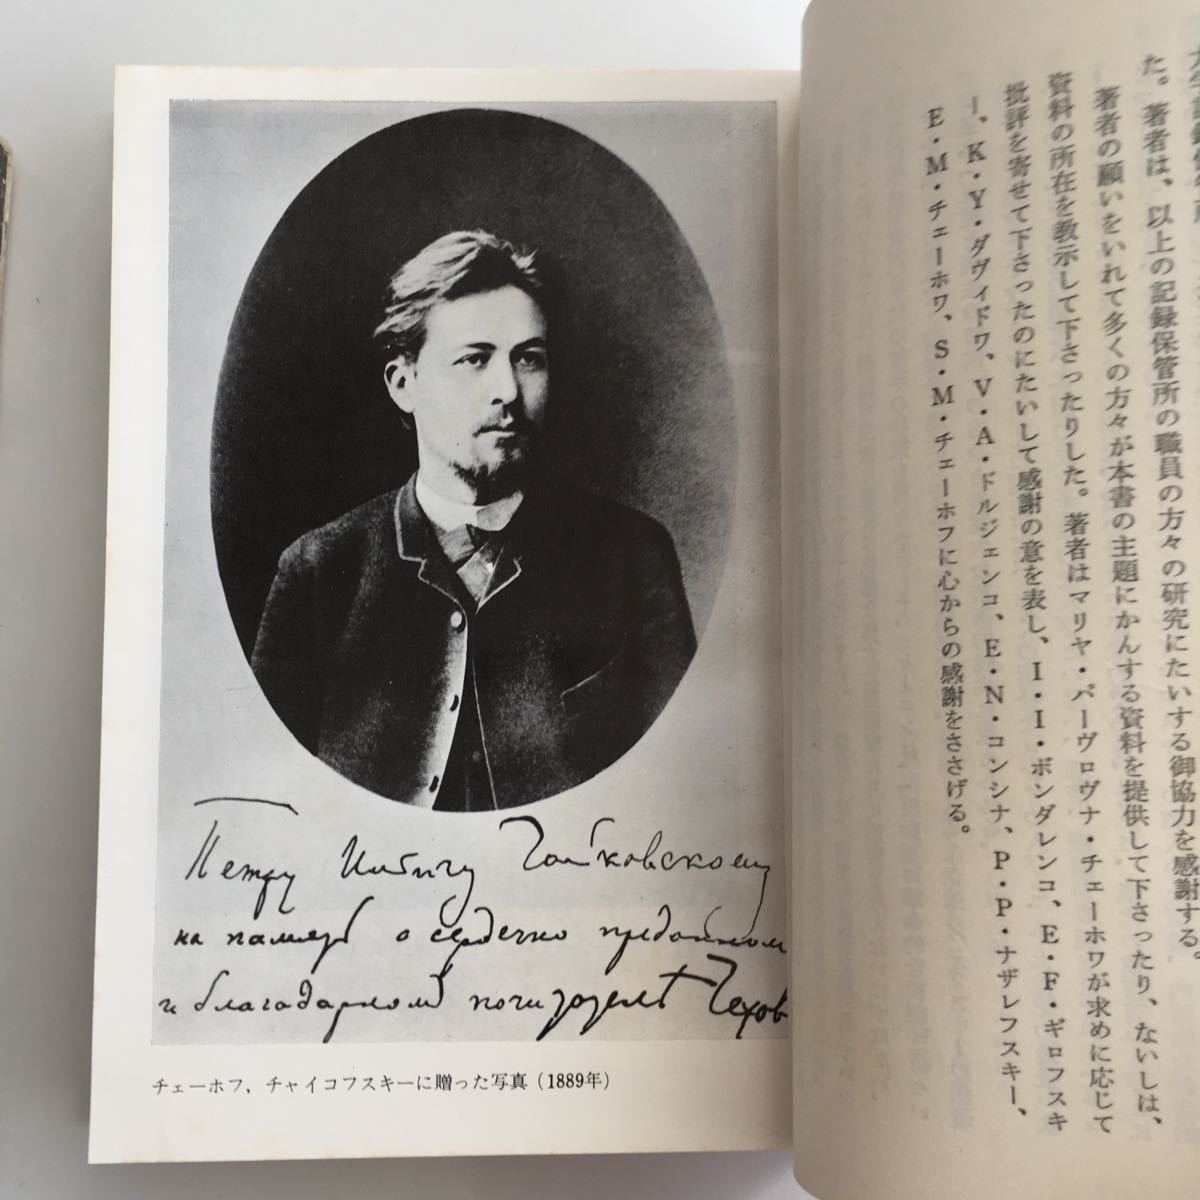 た。著者は、以上の記録保管所の職員の方々の研究にたいする御協力を感謝する。
著者の願いをいれて多くの方々が本書の主題にかんする資料を提供して下さったり、ないしは、
資料の所在を教示して下さったりした。著者はマリヤ・パーヴロヴナ・チェーホワが求めに応じて
批評を寄せて下さったのにたいして感謝の意を表し、I・I・ボンダレンコ、E・F・ギロフスキ
ー、K・Y・ダヴィドワ、V・A・ドルジェンコ、E・N・コンシナ、P・P・ナザレフスキー、
E・M・チェーホワ、S・M・チェーホフに心からの感謝をささげる。
Петру Ильичу Чайковскому
на память о сердечно преданном
и благодарном почитателѣ Чехов
チェーホフ，チャイコフスキーに贈った写真（1889年）